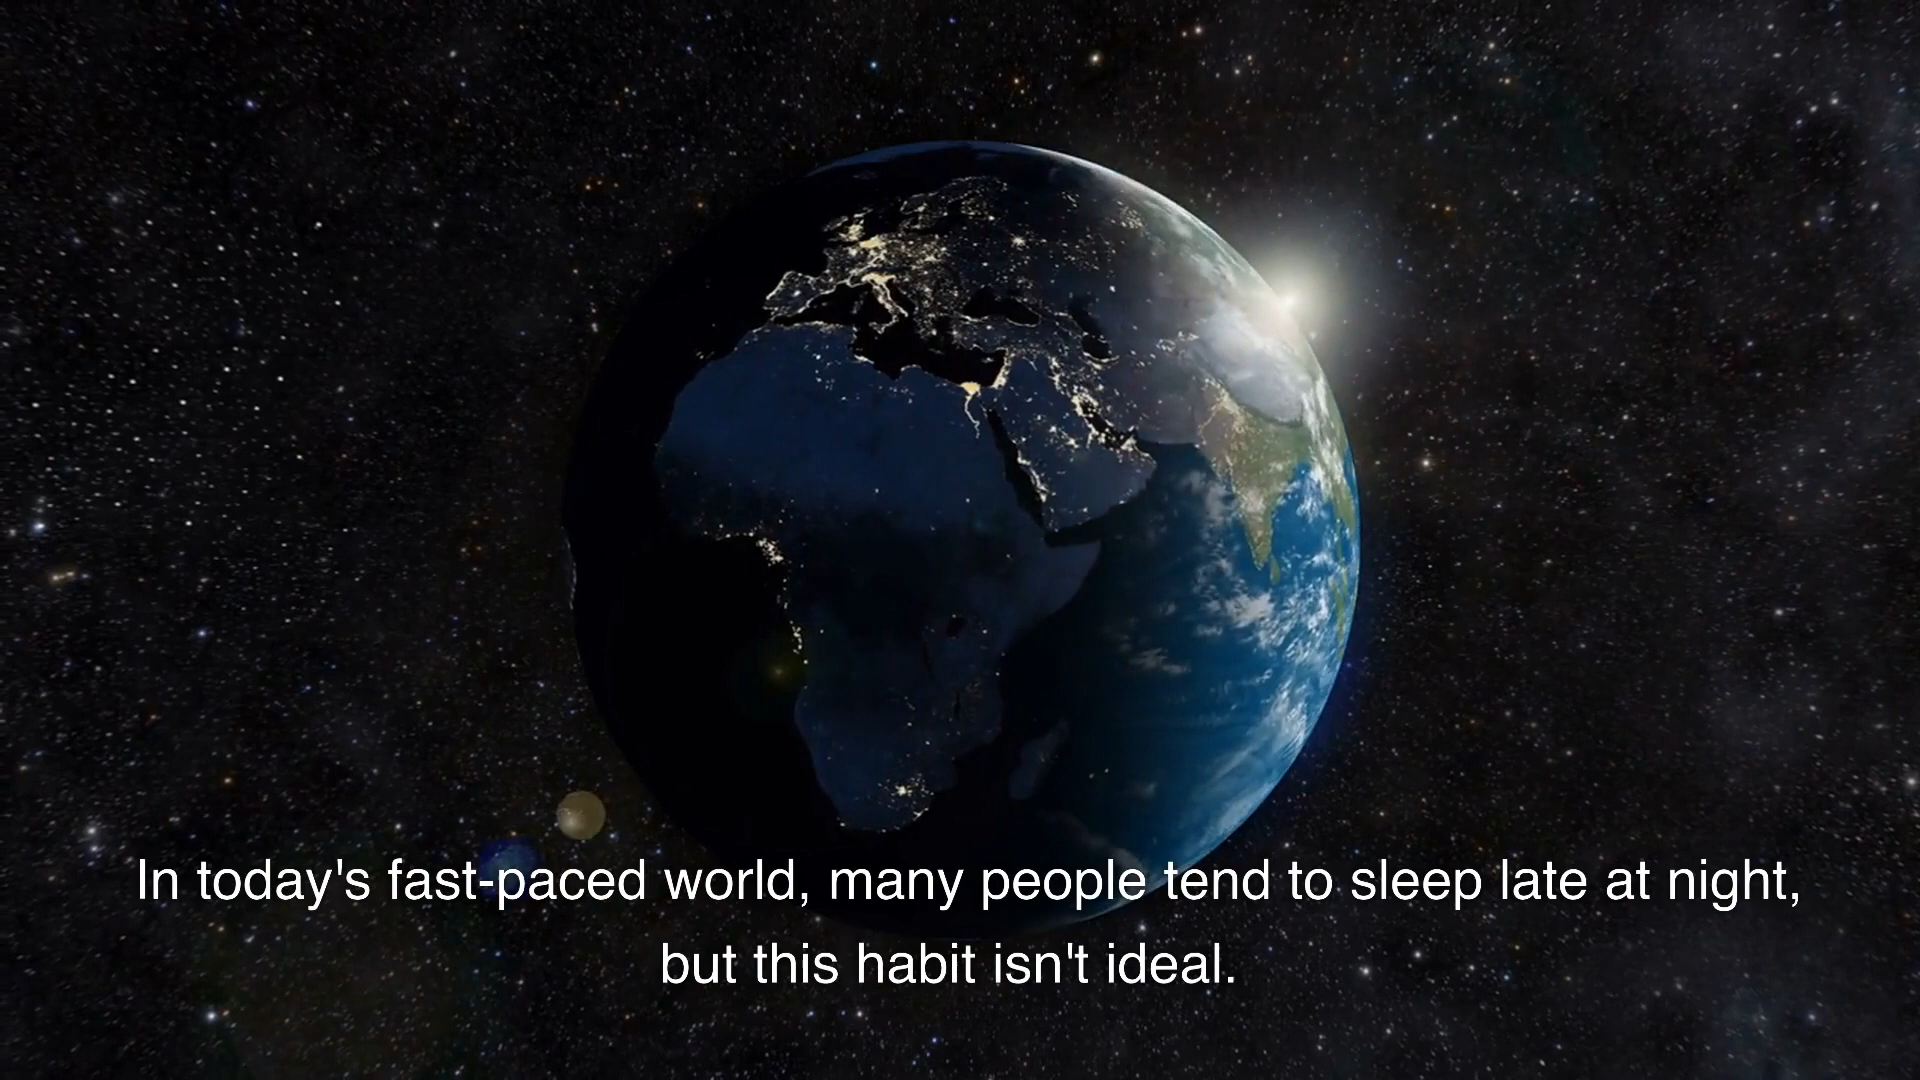 In today's fast-paced world, many people tend to sleep late at night,
but this habit isn't ideal.